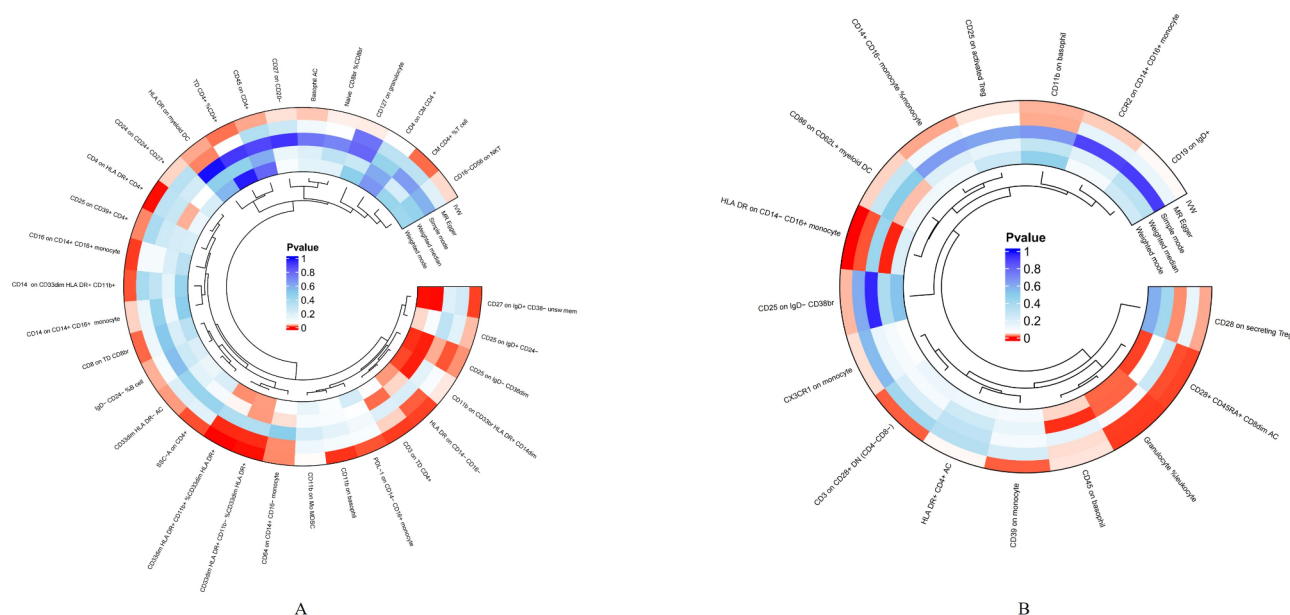 CD16-CD56 on NKT
CM CD4+ %T cell
CD4 on CM CD4 +
CD127 on granulocyte
Naive CD8br %CD8br
Basophil AC
CD27 on CD20-
CD45 on CD4+
TD CD4+ %CD4+
HLA DR on myeloid DC
CD24 on CD24+ CD27+
CD4 on HLA DR+ CD4+
CD25 on CD39+ CD4+
CD16 on CD14+ CD16+ monocyte
CD14 on CD33dim HLA DR+ CD11b+
CD14 on CD14+ CD16+ monocyte
CD8 on TD CD8br
IgD- CD24- %B cell
CD33dim HLA DR- AC
SSC-A on CD4+
CD33dim HLA DR+ CD11b+ %CD33dim HLA DR+
CD33dim HLA DR+ CD11b- %CD33dim HLA DR+
CD64 on CD14+ CD16- monocyte
CD11b on Mo MDSC
CD11b on basophil
PDL-1 on CD14- CD16+ monocyte
CD3 on TD CD4+
HLA DR on CD14- CD16-
CD11b on CD33br HLA DR+ CD14dim
CD25 on IgD- CD38dim
CD25 on IgD+ CD24-
CD27 on IgD+ CD38- unsw mem
IVW
MR Egger
Simple mode
Weighted median
Weighted mode
Pvalue
1
0.8
0.6
0.4
0.2
0
A
CD19 on IgD+
CCR2 on CD14+ CD16+ monocyte
CD11b on basophil
CD25 on activated Treg
CD14+ CD16- monocyte %monocyte
CD86 on CD62L+ myeloid DC
HLA DR on CD14- CD16+ monocyte
CD25 on IgD- CD38br
CX3CR1 on monocyte
CD3 on CD28+ DN (CD4-CD8-)
HLA DR+ CD4+ AC
CD39 on monocyte
CD45 on basophil
Granulocyte %leukocyte
CD28+ CD45RA+ CD8dim AC
CD28 on secreting Treg
IVW
MR Egger
Simple mode
Weighted median
Weighted mode
Pvalue
1
0.8
0.6
0.4
0.2
0
B